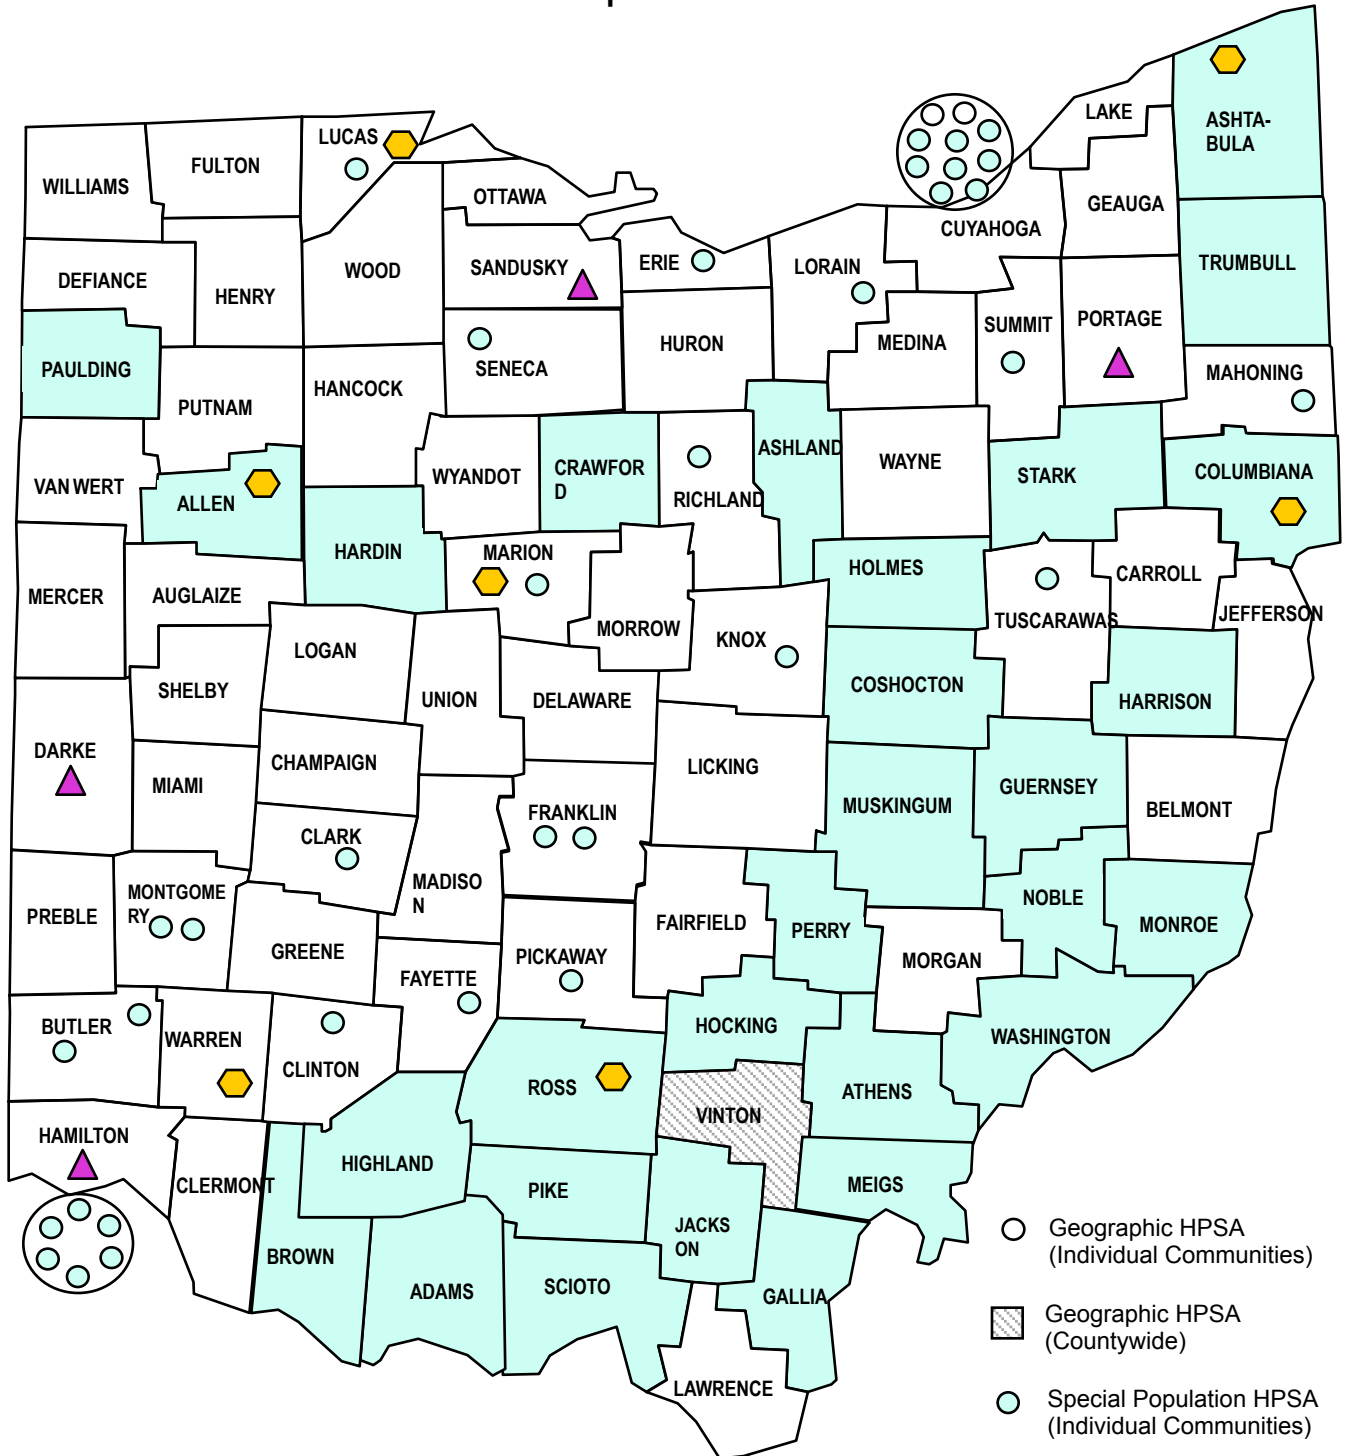 LAKE
ASHTA-
BULA
LUCAS
FULTON
WILLIAMS
OTTAWA
GEAUGA
CUYAHOGA
ERIE
LORAIN
TRUMBULL
SANDUSKY
WOOD
DEFIANCE
HENRY
PORTAGE
SUMMIT
MEDINA
HURON
SENECA
PAULDING
MAHONING
HANCOCK
PUTNAM
ASHLAND
WAYNE
CRAWFOR
D
WYANDOT
STARK
COLUMBIANA
VAN WERT
RICHLAND
ALLEN
HARDIN
MARION
HOLMES
CARROLL
MERCER
AUGLAIZE
JEFFERSON
TUSCARAWAS
MORROW
KNOX
LOGAN
SHELBY
UNION
DELAWARE
COSHOCTON
HARRISON
DARKE
CHAMPAIGN
MIAMI
LICKING
GUERNSEY
MUSKINGUM
BELMONT
FRANKLIN
CLARK
MADISO
N
MONTGOME
RY
PREBLE
NOBLE
FAIRFIELD
PERRY
MONROE
GREENE
PICKAWAY
MORGAN
FAYETTE
BUTLER
HOCKING
WARREN
WASHINGTON
CLINTON
ROSS
ATHENS
VINTON
HAMILTON
HIGHLAND
CLERMONT
PIKE
MEIGS
JACKS
ON
BROWN
ADAMS
SCIOTO
GALLIA
LAWRENCE
Geographic HPSA
(Individual Communities)
Geographic HPSA
(Countywide)
Special Population HPSA
(Individual Communities)